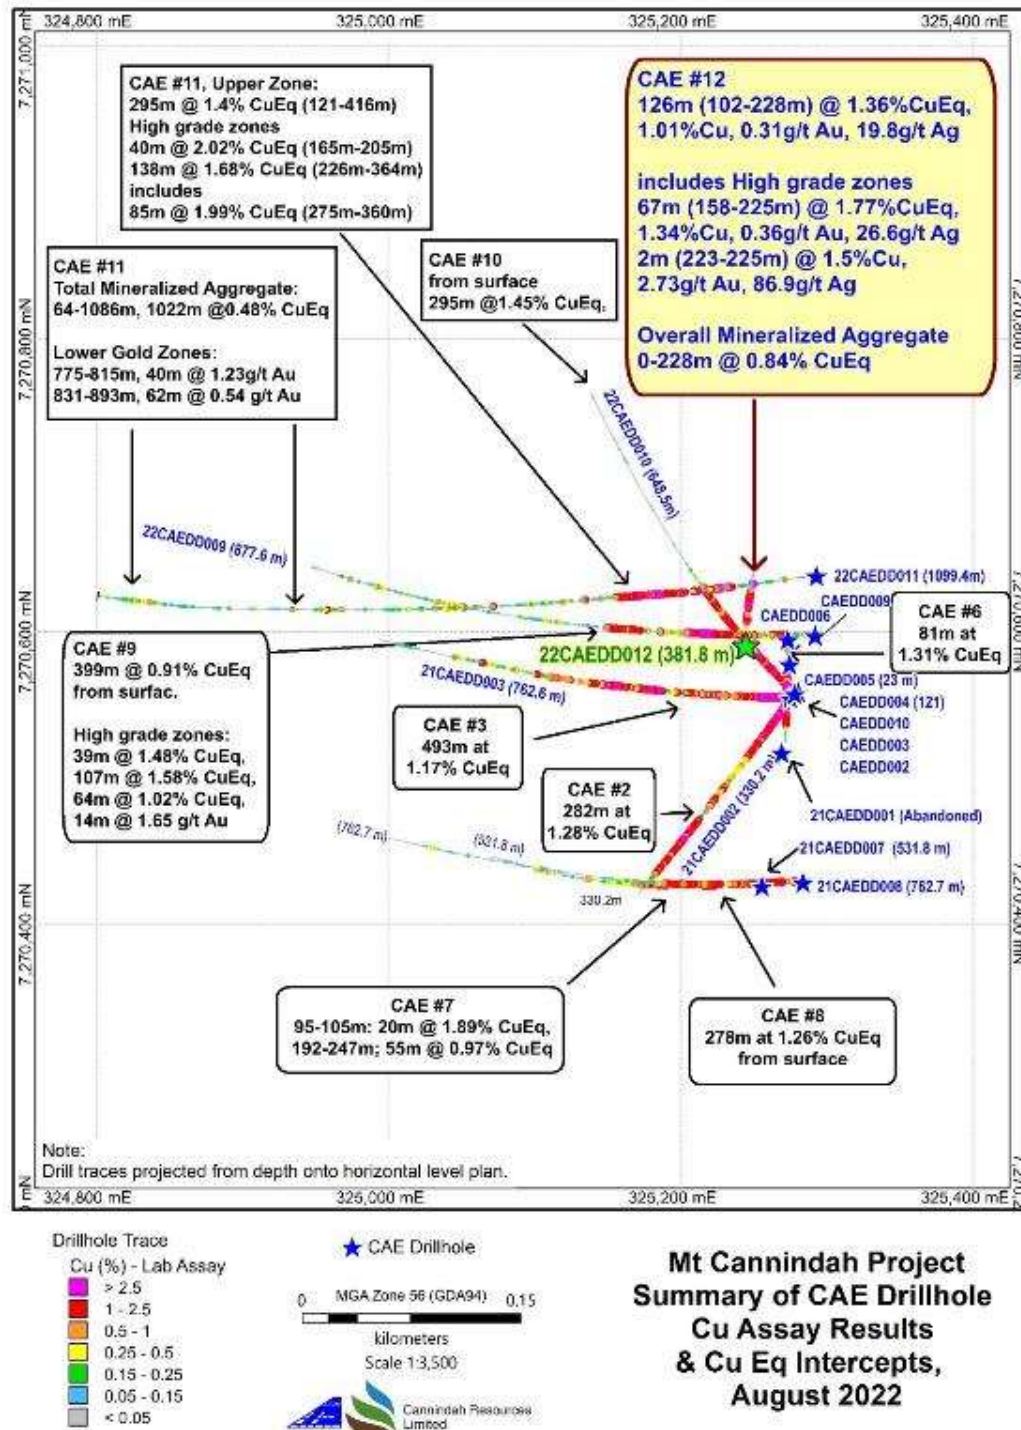 324,800 mE
325,000 mE
325,200 mE
325,400 mE
7,271,000 mN
CAE #11, Upper Zone:
295m @ 1.4% CuEq (121-416m)
High grade zones
40m @ 2.02% CuEq (165m-205m)
138m @ 1.68% CuEq (226m-364m)
includes
85m @ 1.99% CuEq (275m-360m)
CAE #12
126m (102-228m) @ 1.36%CuEq,
1.01%Cu, 0.31g/t Au, 19.8g/t Ag
includes High grade zones
67m (158-225m) @ 1.77%CuEq,
1.34%Cu, 0.36g/t Au, 26.6g/t Ag
2m (223-225m) @ 1.5%Cu,
2.73g/t Au, 86.9g/t Ag
Overall Mineralized Aggregate
0-228m @ 0.84% CuEq
CAE #10
from surface
295m @1.45% CuEq,
CAE #11
Total Mineralized Aggregate:
64-1086m, 1022m @0.48% CuEq
Lower Gold Zones:
775-815m, 40m @ 1.23g/t Au
831-893m, 62m @ 0.54 g/t Au
7,270,800 mN
7,270,800 mN
22CAEDD010 (648.5m)
22CAEDD009 (877.6 m)
22CAEDD011 (1099.4m)
CAEDD009
CAEDD006
7,270,600 mN
7,270,600 mN
CAE #6
81m at
1.31% CuEq
22CAEDD012 (381.8 m)
CAE #9
399m @ 0.91% CuEq
from surfac.
High grade zones:
39m @ 1.48% CuEq,
107m @ 1.58% CuEq,
64m @ 1.02% CuEq,
14m @ 1.65 g/t Au
21CAEDD003 (762.6 m)
CAEDD005 (23 m)
CAEDD004 (121)
CAEDD010
CAEDD003
CAEDD002
CAE #3
493m at
1.17% CuEq
CAE #2
282m at
1.28% CuEq
21CAEDD002 (330.2 m)
21CAEDD001 (Abandoned)
(762.7 m)
(531.8 m)
330.2m
21CAEDD007 (531.8 m)
21CAEDD008 (762.7 m)
7,270,400 mN
7,270,400 mN
CAE #7
95-105m: 20m @ 1.89% CuEq,
192-247m; 55m @ 0.97% CuEq
CAE #8
278m at 1.26% CuEq
from surface
Note:
Drill traces projected from depth onto horizontal level plan.
324,800 mE
325,000 mE
325,200 mE
325,400 mE
Drillhole Trace
Cu (%) - Lab Assay
> 2.5
1 - 2.5
0.5 - 1
0.25 - 0.5
0.15 - 0.25
0.05 - 0.15
< 0.05
CAE Drillhole
0 MGA Zone 56 (GDA94) 0.15
kilometers
Scale 1:3,500
Cannindah Resources
Limited
Mt Cannindah Project
Summary of CAE Drillhole
Cu Assay Results
& Cu Eq Intercepts,
August 2022